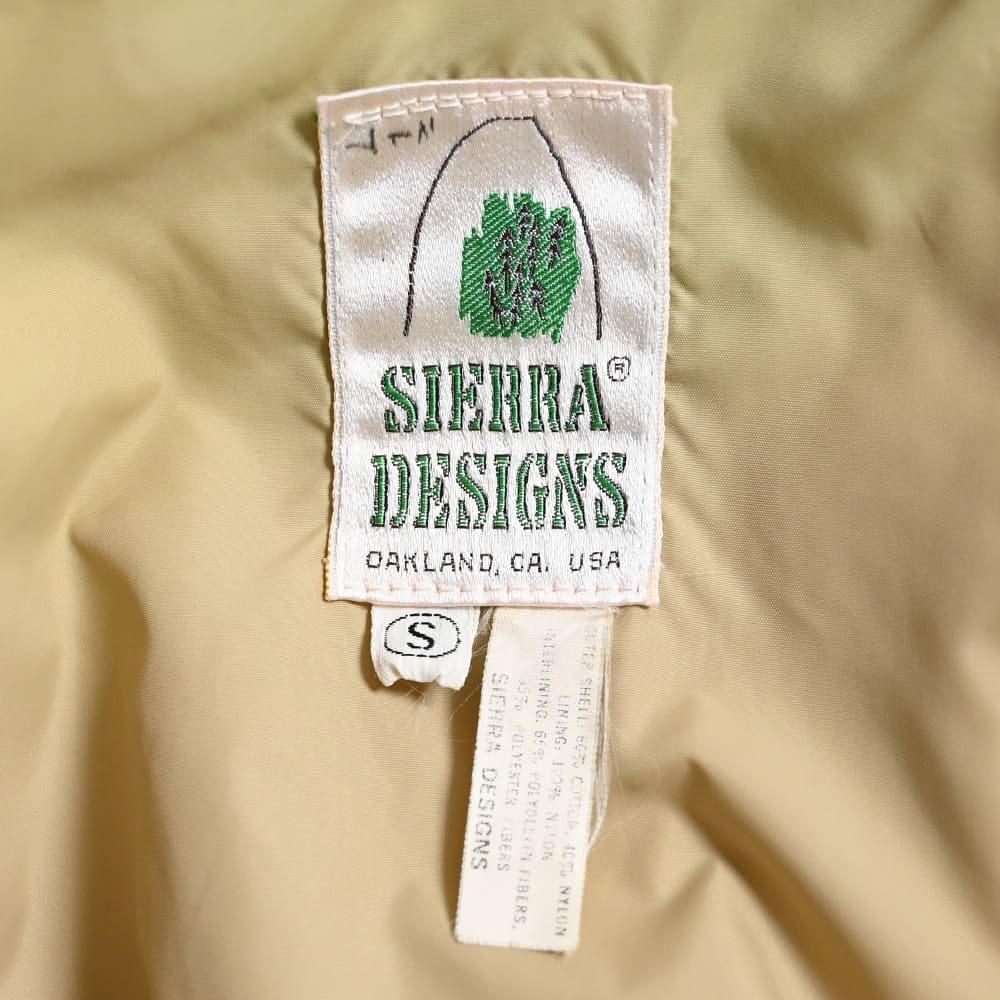 SIERRA®
DESIGNS
OAKLAND, CA. USA
S
OUTER SHELL: 60% COTTON, 40% NYLON
LINING: 100% NYLON
INTERLINING: 65% POLYOLEFIN FIBERS,
35% POLYESTER FIBERS
SIERRA DESIGNS